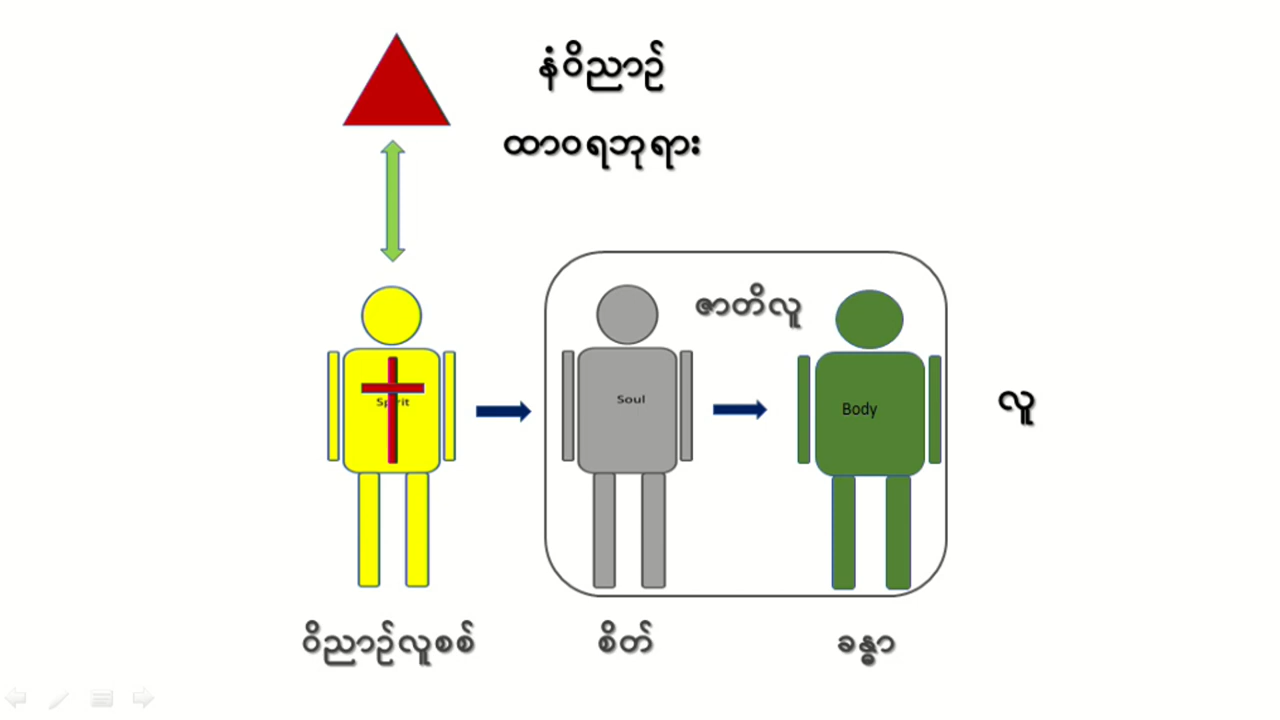 နံဝိညာဉ်
ထာဝရဘုရား
ဇာတိလူ
Spirit
Soul
Body
လူ
ဝိညာဉ်လူစစ်
စိတ်
ခန္ဓာ